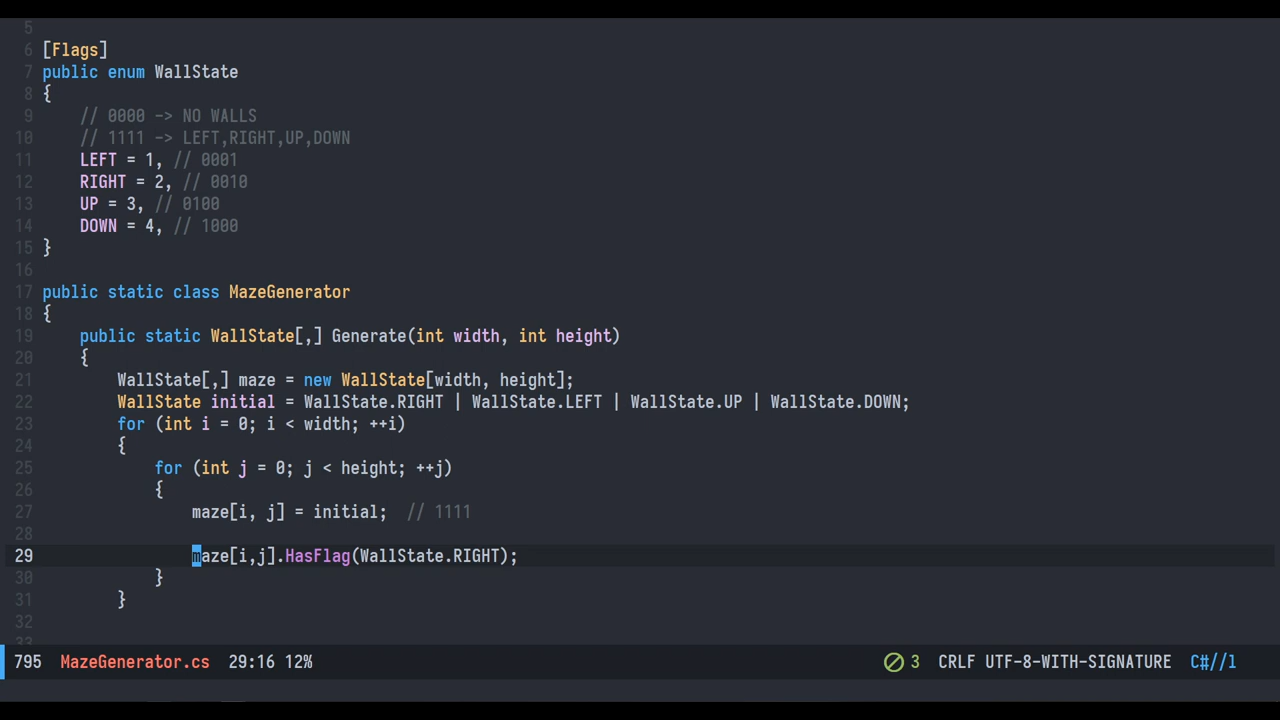 5
6 [Flags]
7 public enum WallState
8 {
9 // 0000 -> NO WALLS
10 // 1111 -> LEFT,RIGHT,UP,DOWN
11 LEFT = 1, // 0001
12 RIGHT = 2, // 0010
13 UP = 3, // 0100
14 DOWN = 4, // 1000
15 }
16
17 public static class MazeGenerator
18 {
19 public static WallState[,] Generate(int width, int height)
20 {
21 WallState[,] maze = new WallState[width, height];
22 WallState initial = WallState.RIGHT | WallState.LEFT | WallState.UP | WallState.DOWN;
23 for (int i = 0; i < width; ++i)
24 {
25 for (int j = 0; j < height; ++j)
26 {
27 maze[i, j] = initial; // 1111
28
29 maze[i,j].HasFlag(WallState.RIGHT);
30 }
31 }
32
33
795 MazeGenerator.cs 29:16 12% 3 CRLF UTF-8-WITH-SIGNATURE C#//l